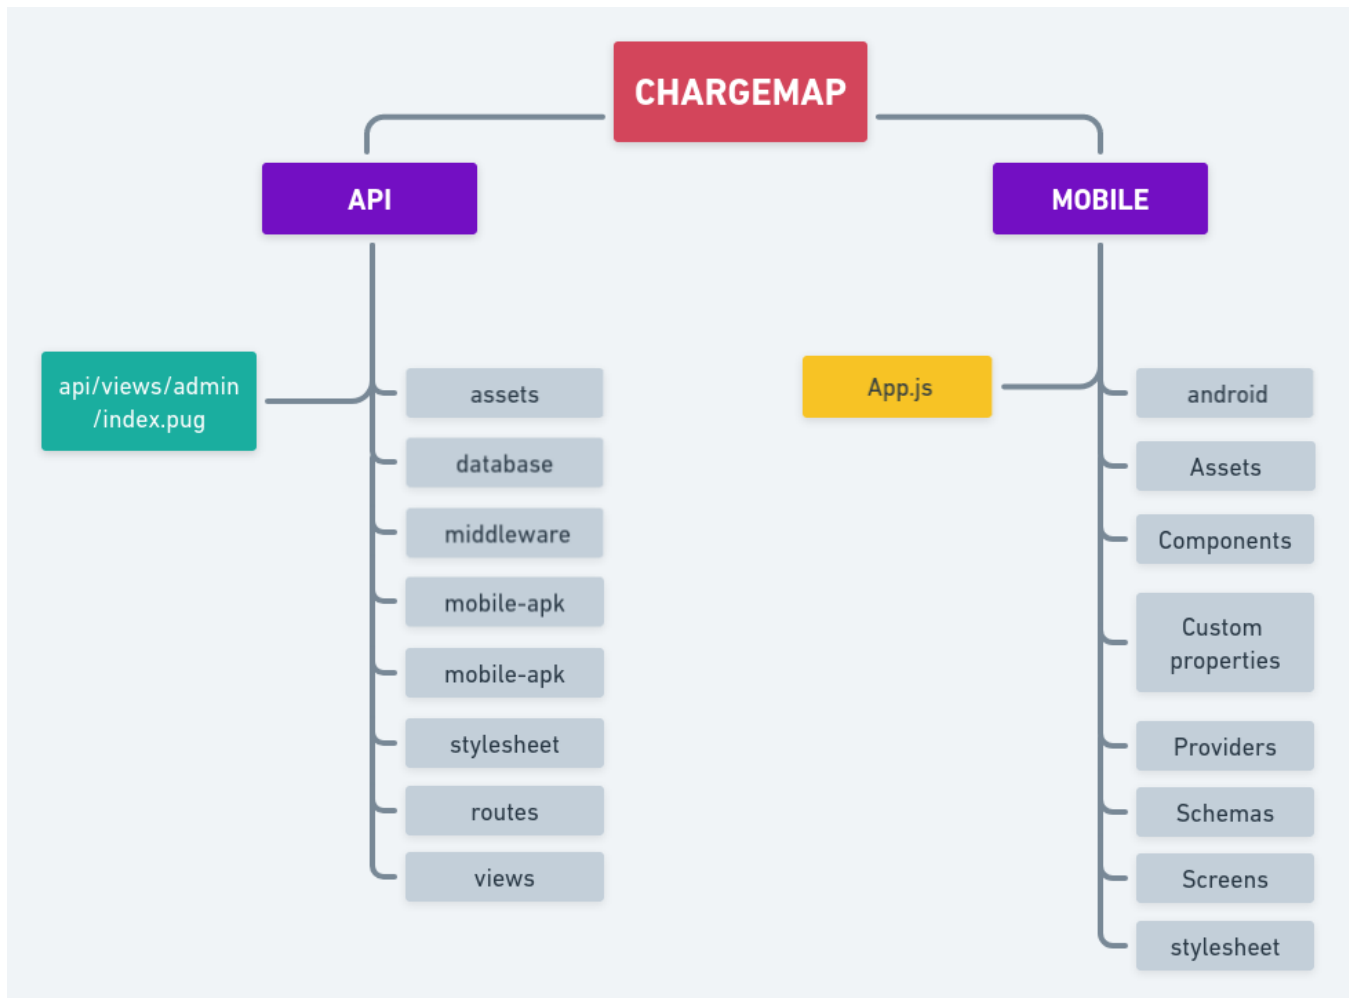 CHARGEMAP
API
api/views/admin
/index.pug
assets
database
middleware
mobile-apk
mobile-apk
stylesheet
routes
views
MOBILE
App.js
android
Assets
Components
Custom
properties
Providers
Schemas
Screens
stylesheet